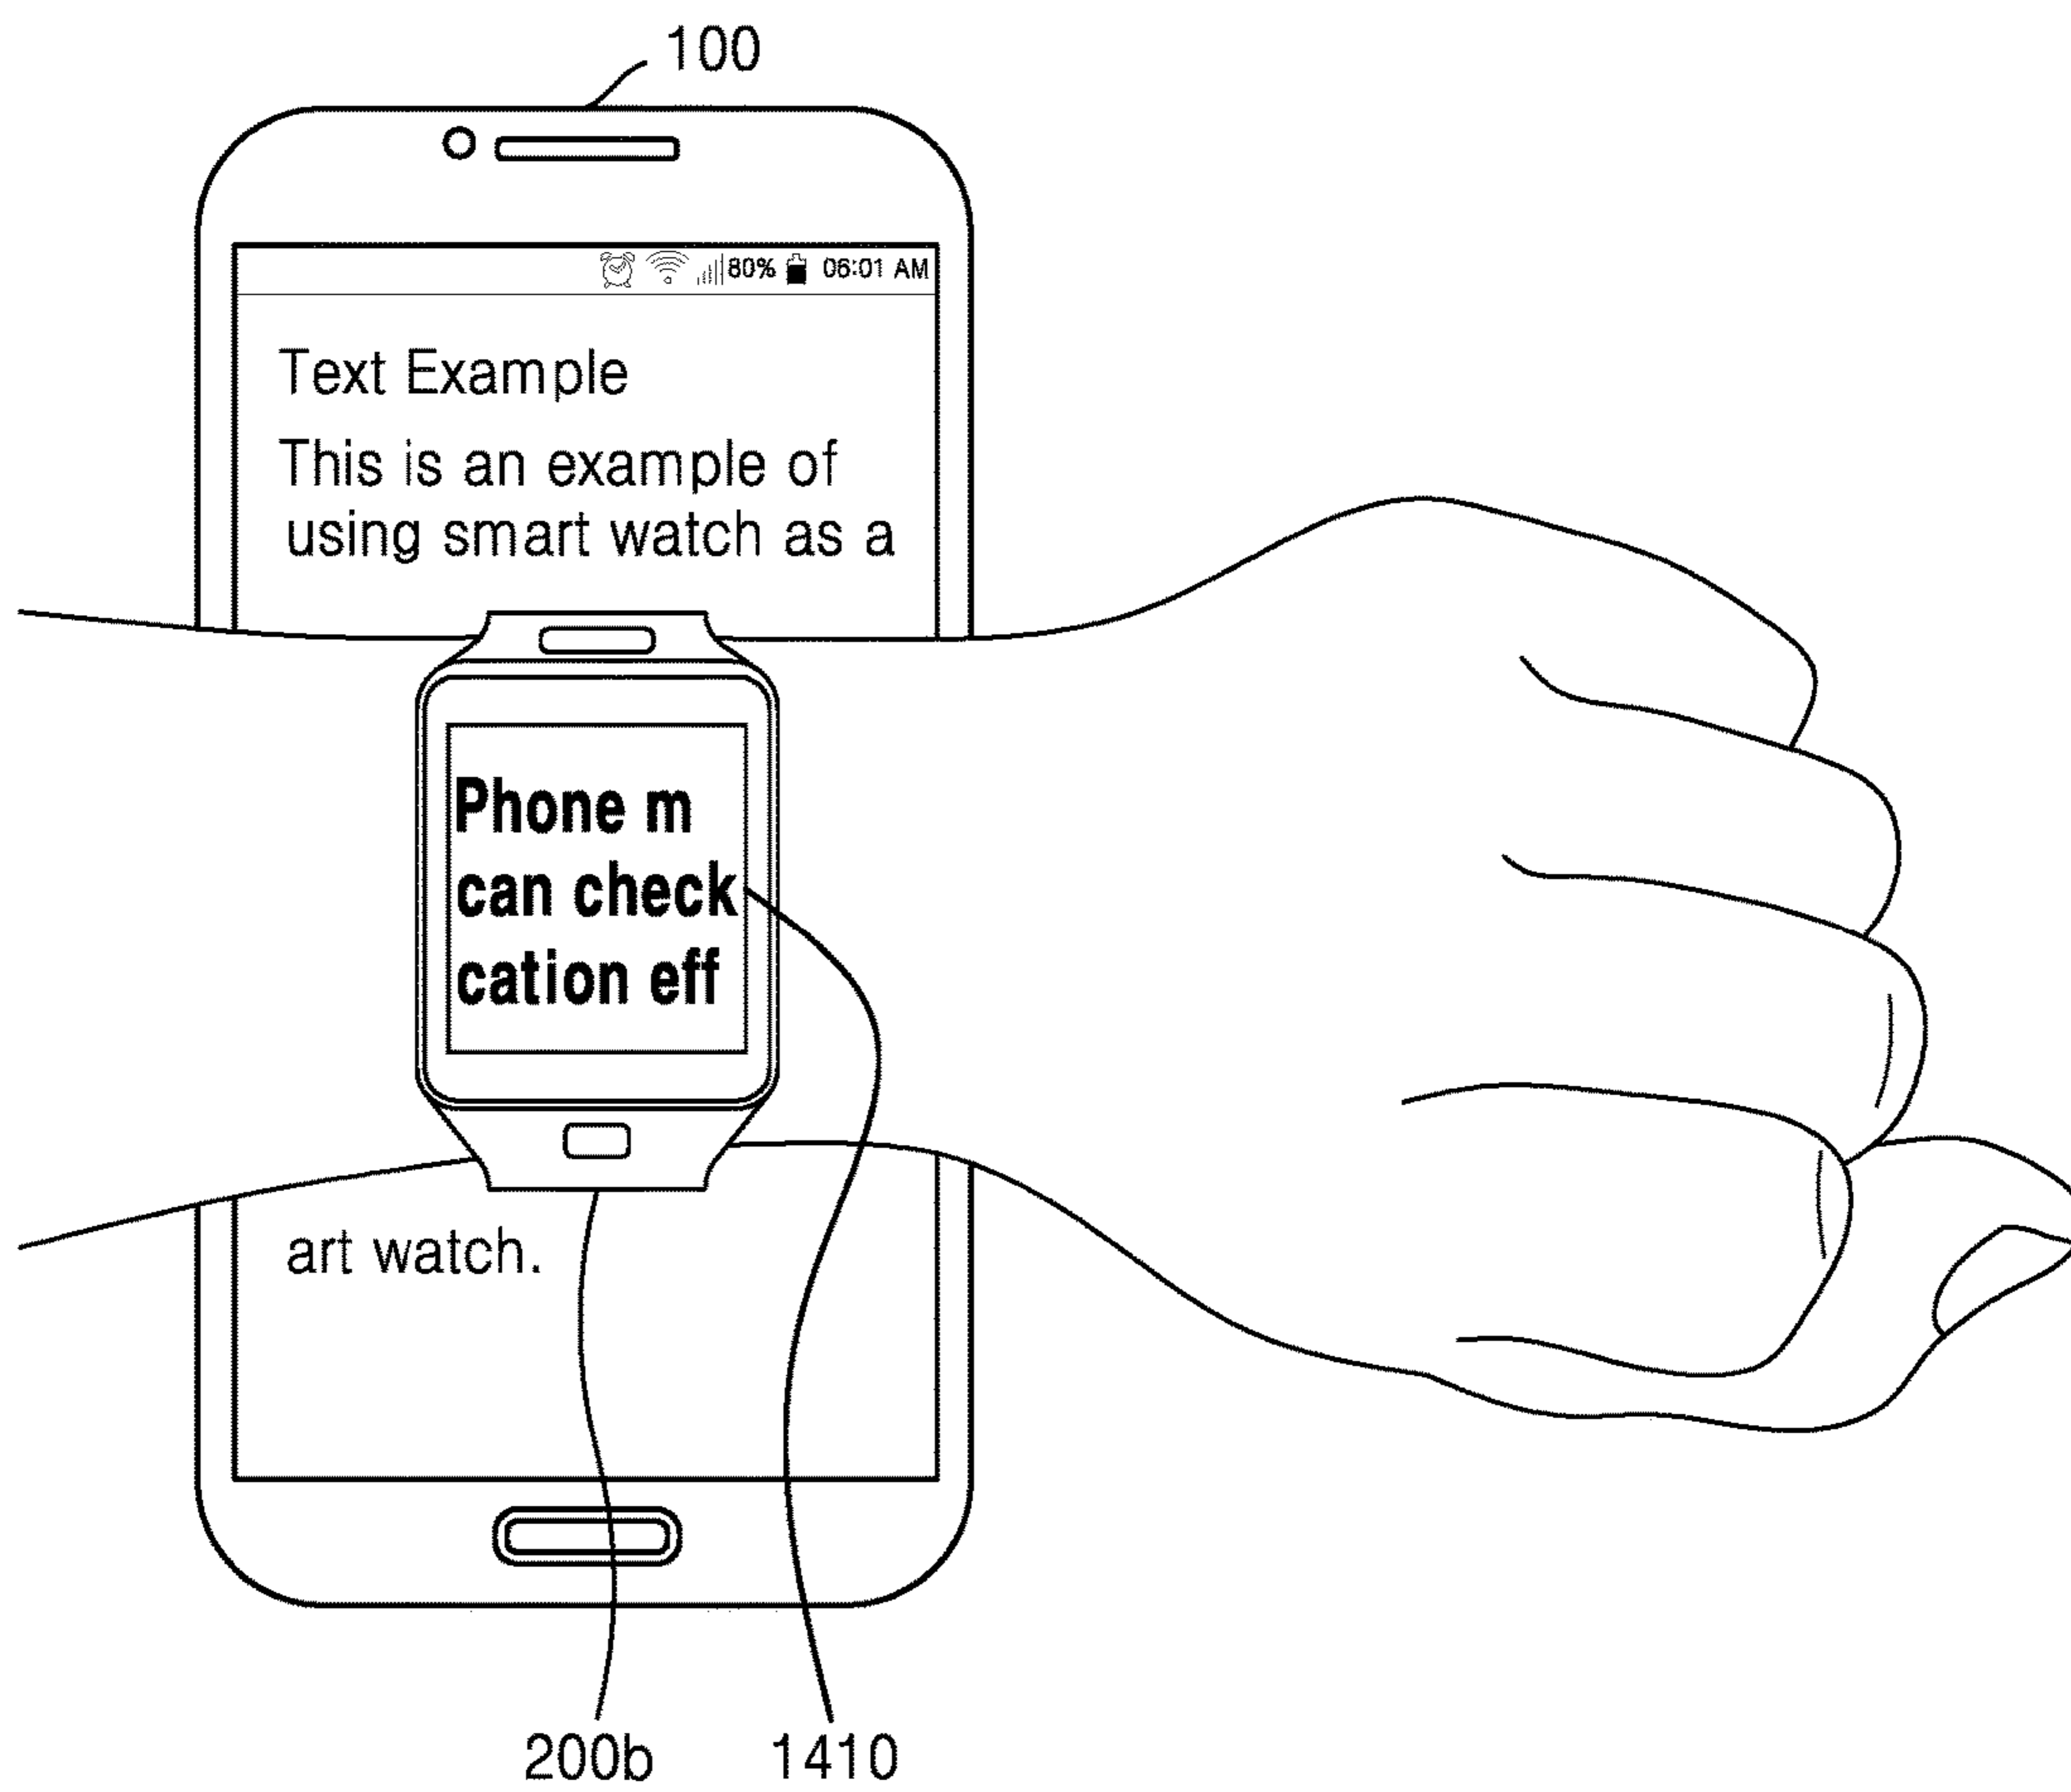 100
80% 06:01 AM
Text Example
This is an example of
using smart watch as a
Phone m
can check
cation eff
art watch.
200b 1410